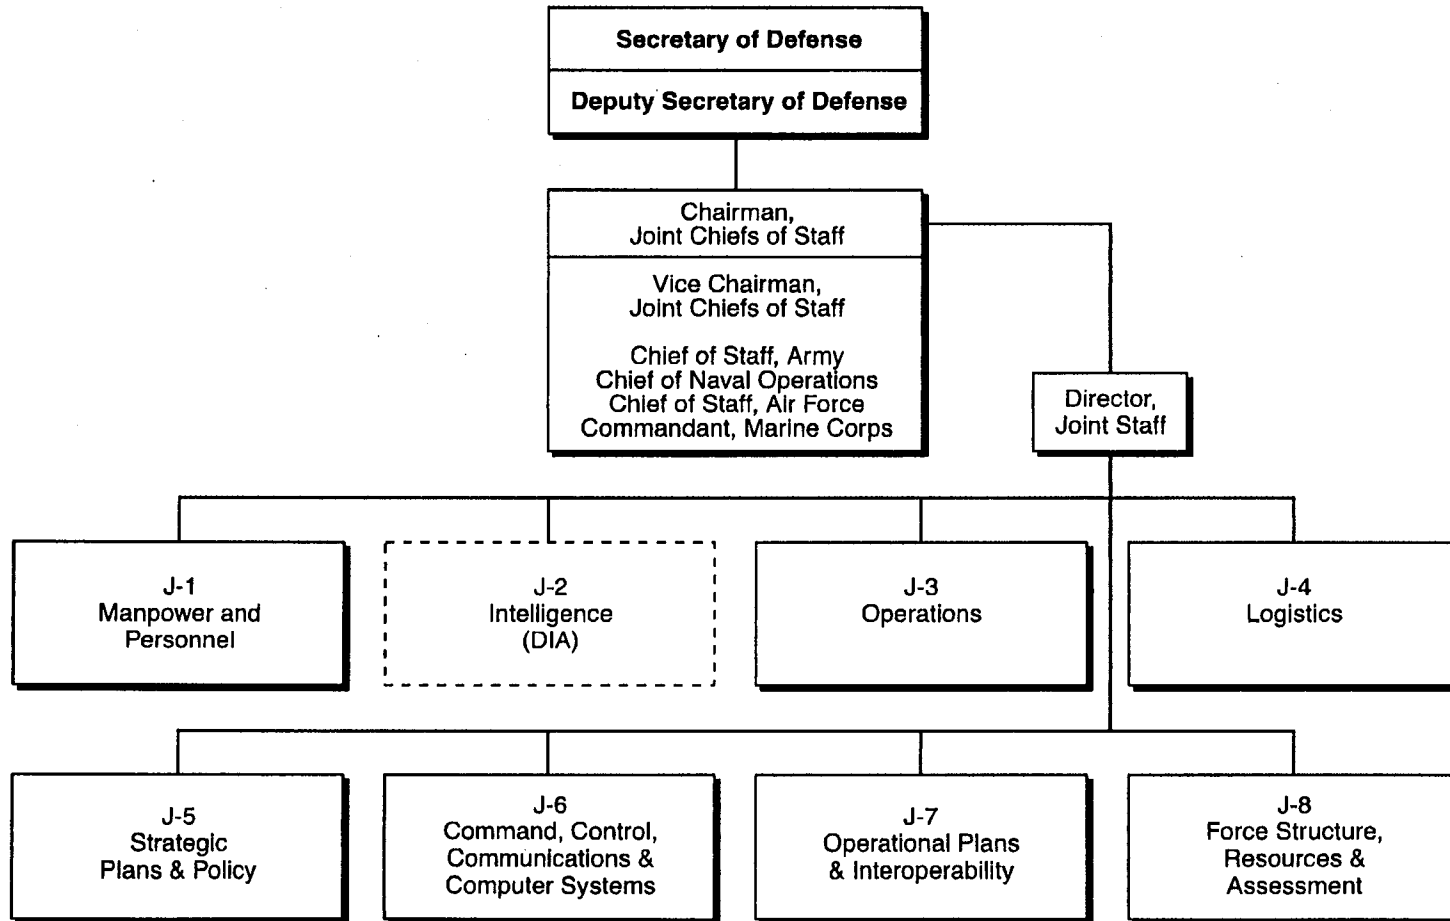 Secretary of Defense
Deputy Secretary of Defense
Chairman,
Joint Chiefs of Staff
Vice Chairman,
Joint Chiefs of Staff
Chief of Staff, Army
Chief of Naval Operations
Chief of Staff, Air Force
Commandant, Marine Corps
Director,
Joint Staff
J-1
Manpower and
Personnel
J-2
Intelligence
(DIA)
J-3
Operations
J-4
Logistics
J-5
Strategic
Plans & Policy
J-6
Command, Control,
Communications &
Computer Systems
J-7
Operational Plans
& Interoperability
J-8
Force Structure,
Resources &
Assessment